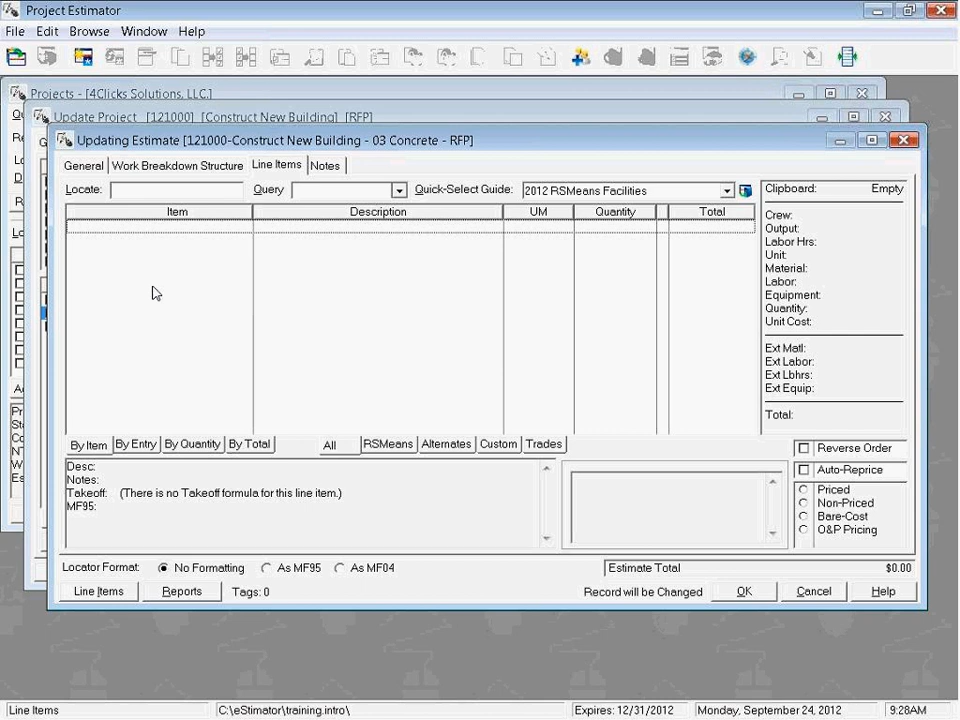 Project Estimator
File Edit Browse Window Help
Projects - [4Clicks Solutions, LLC.]
Update Project [121000] [Construct New Building] [RFP]
Updating Estimate [121000-Construct New Building - 03 Concrete - RFP]
General Work Breakdown Structure Line Items Notes
Locate: Query Quick-Select Guide: 2012 RSMeans Facilities
Item Description UM Quantity Total
Clipboard: Empty
Crew:
Output:
Labor Hrs:
Unit:
Material:
Labor:
Equipment:
Quantity:
Unit Cost:
Ext Matl:
Ext Labor:
Ext Lbhrs:
Ext Equip:
Total:
By Item By Entry By Quantity By Total All RSMeans Alternates Custom Trades
Desc:
Notes:
Takeoff: (There is no Takeoff formula for this line item.)
MF95:
Reverse Order
Auto-Reprice
Priced
Non-Priced
Bare-Cost
O&P Pricing
Locator Format: No Formatting As MF95 As MF04
Estimate Total $0.00
Line Items Reports Tags: 0 Record will be Changed OK Cancel Help
Line Items C:\eStimator\training.intro\ Expires: 12/31/2012 Monday, September 24, 2012 9:28AM